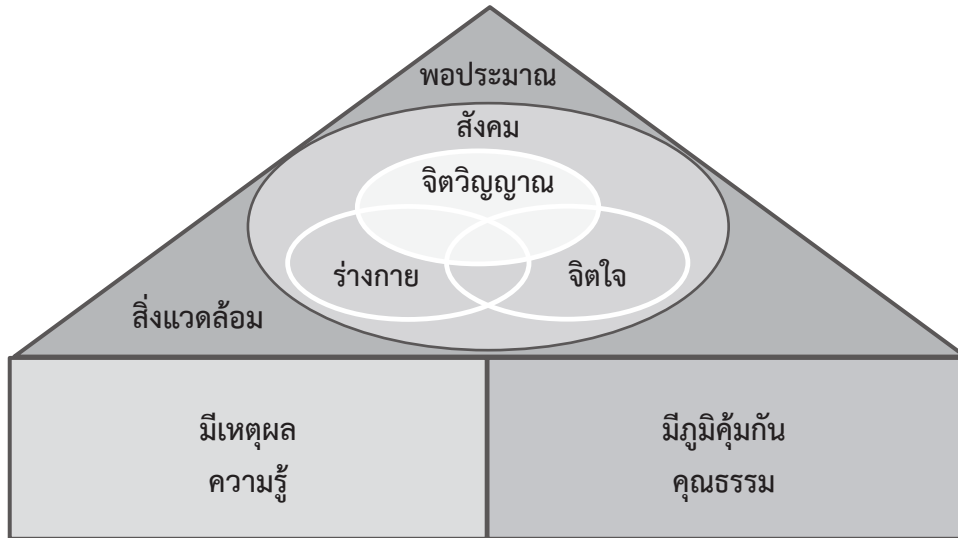 พอประมาณ
สังคม
จิตวิญญาณ
ร่างกาย
จิตใจ
สิ่งแวดล้อม
มีเหตุผล
ความรู้
มีภูมิคุ้มกัน
คุณธรรม